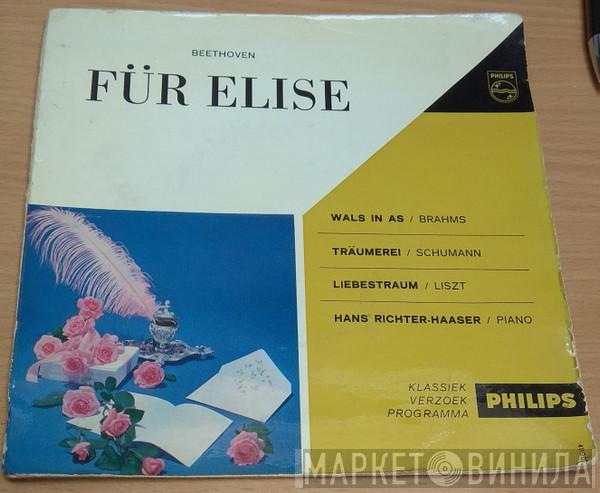 BEETHOVEN
FÜR ELISE
PHILIPS
WALS IN AS / BRAHMS
TRÄUMEREI / SCHUMANN
LIEBESTRAUM / LISZT
HANS RICHTER-HAASER / PIANO
KLASSIEK
VERZOEK
PROGRAMMA
PHILIPS
МАРКЕТ ВИНИЛА